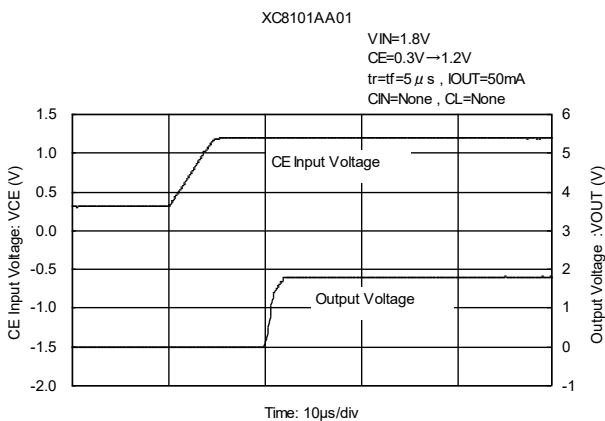 XC8101AA01
VIN=1.8V
CE=0.3V→1.2V
tr=tf=5μs , IOUT=50mA
CIN=None , CL=None
CE Input Voltage: VCE (V)
1.5
1.0
0.5
0.0
-0.5
-1.0
-1.5
-2.0
CE Input Voltage
Output Voltage
6
5
4
3
2
1
0
-1
Output Voltage :VOUT (V)
Time: 10µs/div